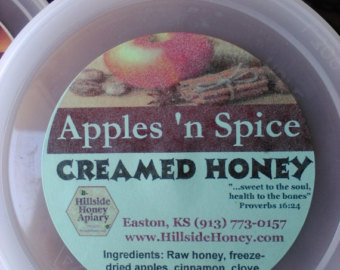 Apples 'n Spice
CREAMED HONEY
"...sweet to the soul,
health to the bones"
Proverbs 16:24
Hillside
Honey
Apiary
Easton, KS (913) 773-0157
www.HillsideHoney.com
Ingredients: Raw honey, freeze-
dried apples, cinnamon, clove